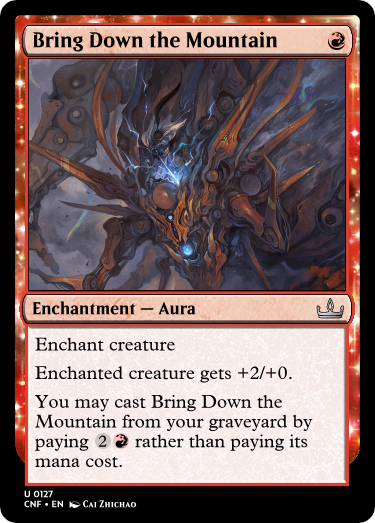 Bring Down the Mountain
Enchantment — Aura
Enchant creature
Enchanted creature gets +2/+0.
You may cast Bring Down the
Mountain from your graveyard by
paying 2 rather than paying its
mana cost.
U 0127
CNF • EN Cai Zhichao